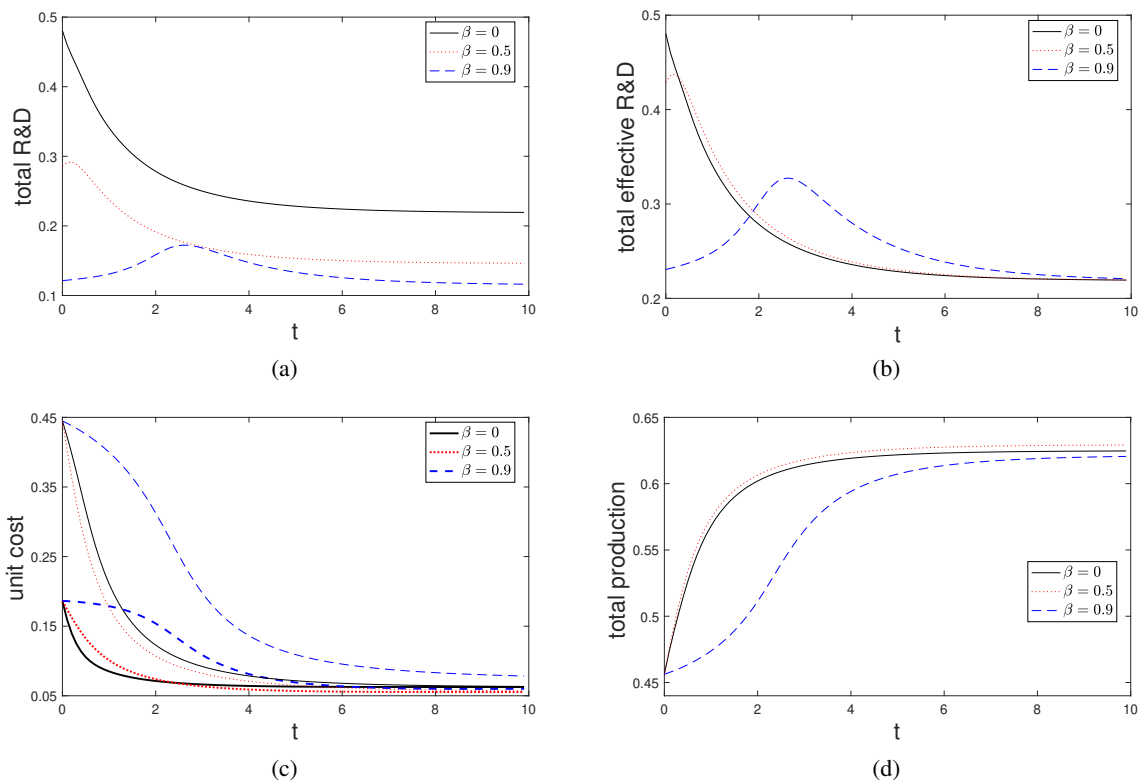 0.5
0.4
0.3
0.2
0.1
total R&D
0 2 4 6 8 10
t
β = 0
β = 0.5
β = 0.9
(a)
0.5
0.4
0.3
0.2
total effective R&D
0 2 4 6 8 10
t
β = 0
β = 0.5
β = 0.9
(b)
0.45
0.35
0.25
0.15
0.05
unit cost
0 2 4 6 8 10
t
β = 0
β = 0.5
β = 0.9
(c)
0.65
0.6
0.55
0.5
0.45
total production
0 2 4 6 8 10
t
β = 0
β = 0.5
β = 0.9
(d)